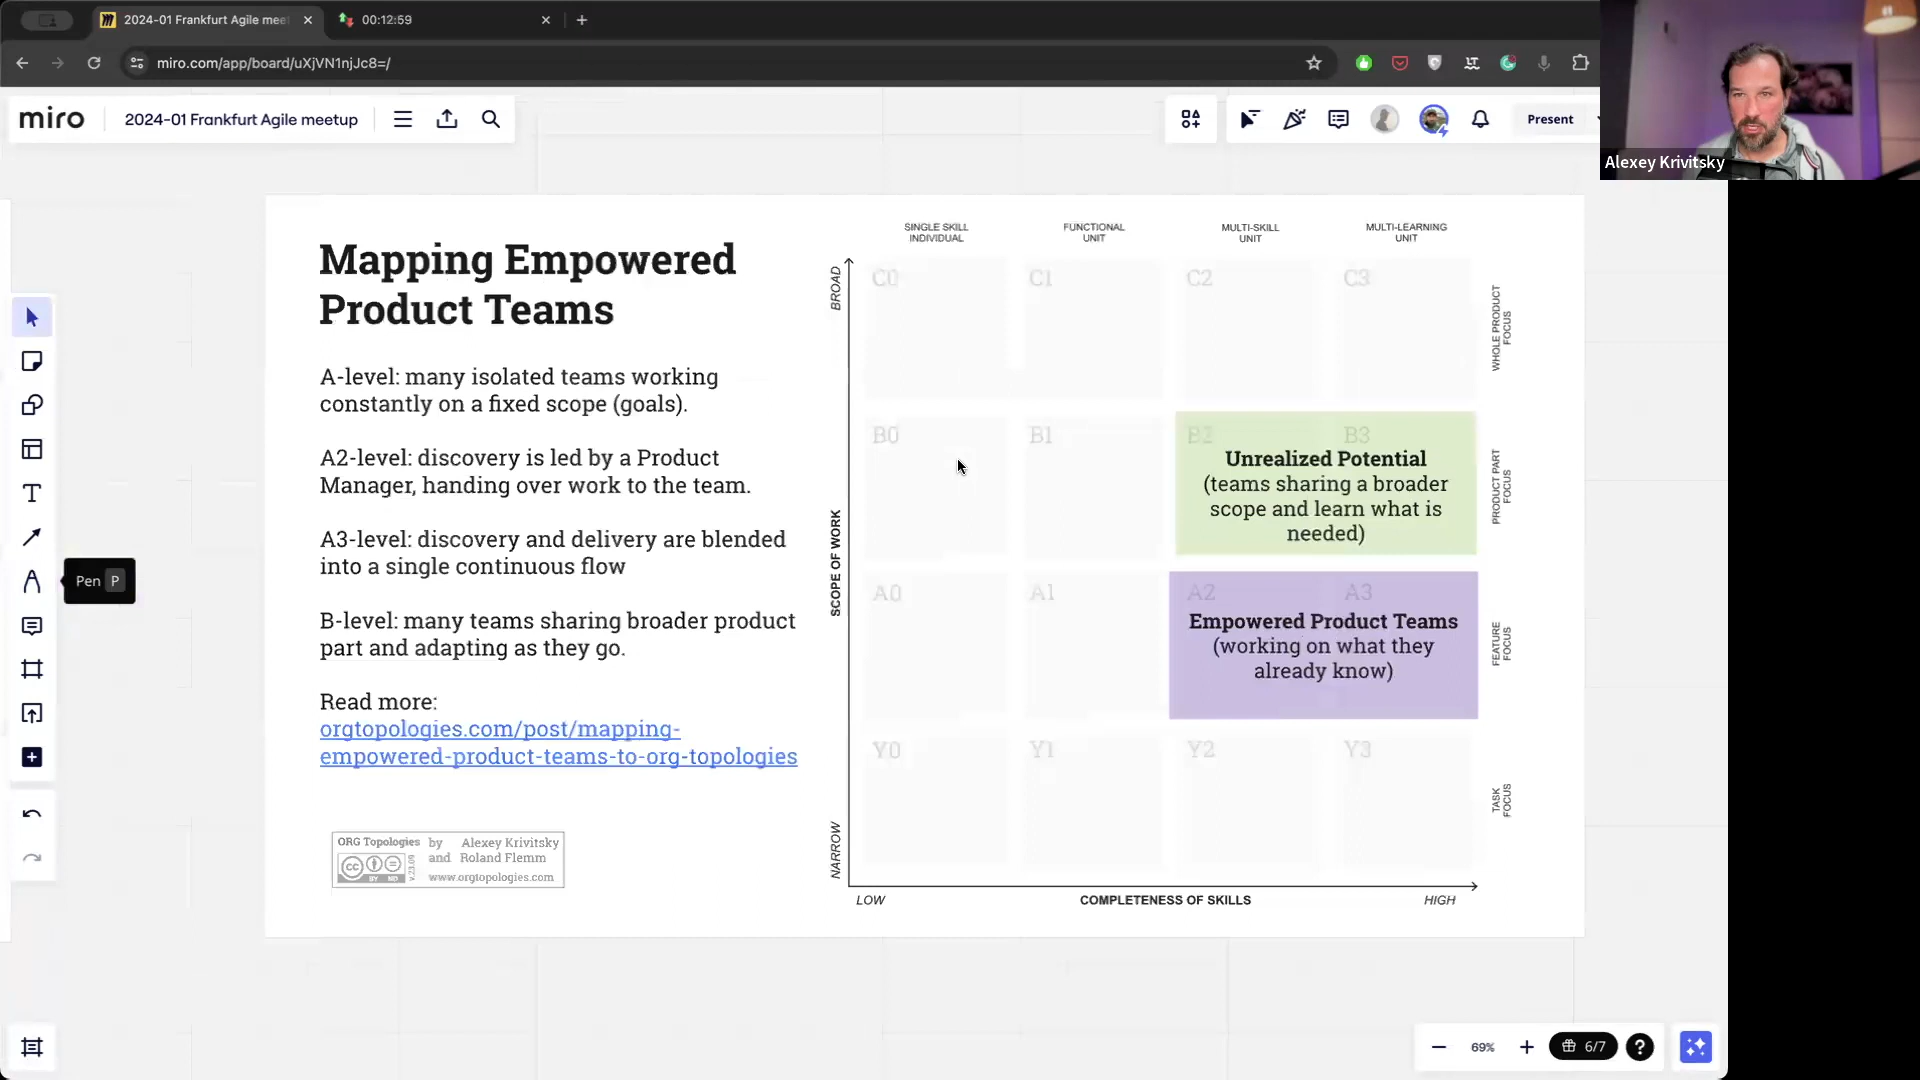 2024-01 Frankfurt Agile mee
00:12:59
miro.com/app/board/uXjVN1njJc8=/
Alexey Krivitsky
miro
2024-01 Frankfurt Agile meetup
Present
Mapping Empowered
Product Teams
A-level: many isolated teams working
constantly on a fixed scope (goals).
A2-level: discovery is led by a Product
Manager, handing over work to the team.
A3-level: discovery and delivery are blended
into a single continuous flow
B-level: many teams sharing broader product
part and adapting as they go.
Read more:
orgtopologies.com/post/mapping-
empowered-product-teams-to-org-topologies
ORG Topologies by Alexey Krivitsky
and Roland Flemm
www.orgtopologies.com
CC BY ND
v.23.09
SINGLE SKILL
INDIVIDUAL
FUNCTIONAL
UNIT
MULTI-SKILL
UNIT
MULTI-LEARNING
UNIT
BROAD
SCOPE OF WORK
NARROW
C0
C1
C2
C3
WHOLE PRODUCT
FOCUS
B0
B1
B2
B3
Unrealized Potential
(teams sharing a broader
scope and learn what is
needed)
PRODUCT PART
FOCUS
A0
A1
A2
A3
Empowered Product Teams
(working on what they
already know)
FEATURE
FOCUS
Y0
Y1
Y2
Y3
TASK
FOCUS
LOW
COMPLETENESS OF SKILLS
HIGH
Pen P
69%
6/7